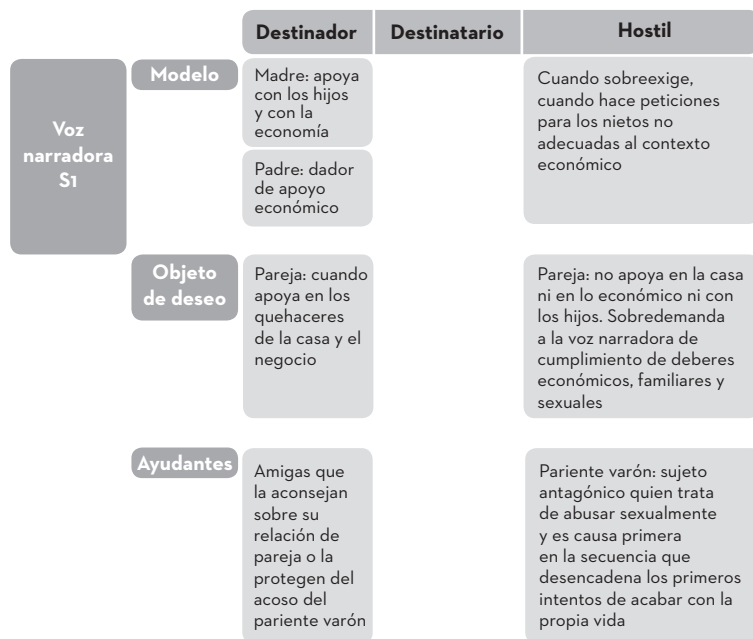 Destinador
Destinatario
Hostil
Voz
narradora
S1
Modelo
Madre: apoya
con los hijos
y con la
economía
Padre: dador
de apoyo
económico
Cuando sobreexige,
cuando hace peticiones
para los nietos no
adecuadas al contexto
económico
Objeto
de deseo
Pareja: cuando
apoya en los
quehaceres
de la casa y el
negocio
Pareja: no apoya en la casa
ni en lo económico ni con
los hijos. Sobredemanda
a la voz narradora de
cumplimiento de deberes
económicos, familiares y
sexuales
Ayudantes
Amigas que
la aconsejan
sobre su
relación de
pareja o la
protegen del
acoso del
pariente varón
Pariente varón: sujeto
antagónico quien trata
de abusar sexualmente
y es causa primera
en la secuencia que
desencadena los primeros
intentos de acabar con la
propia vida